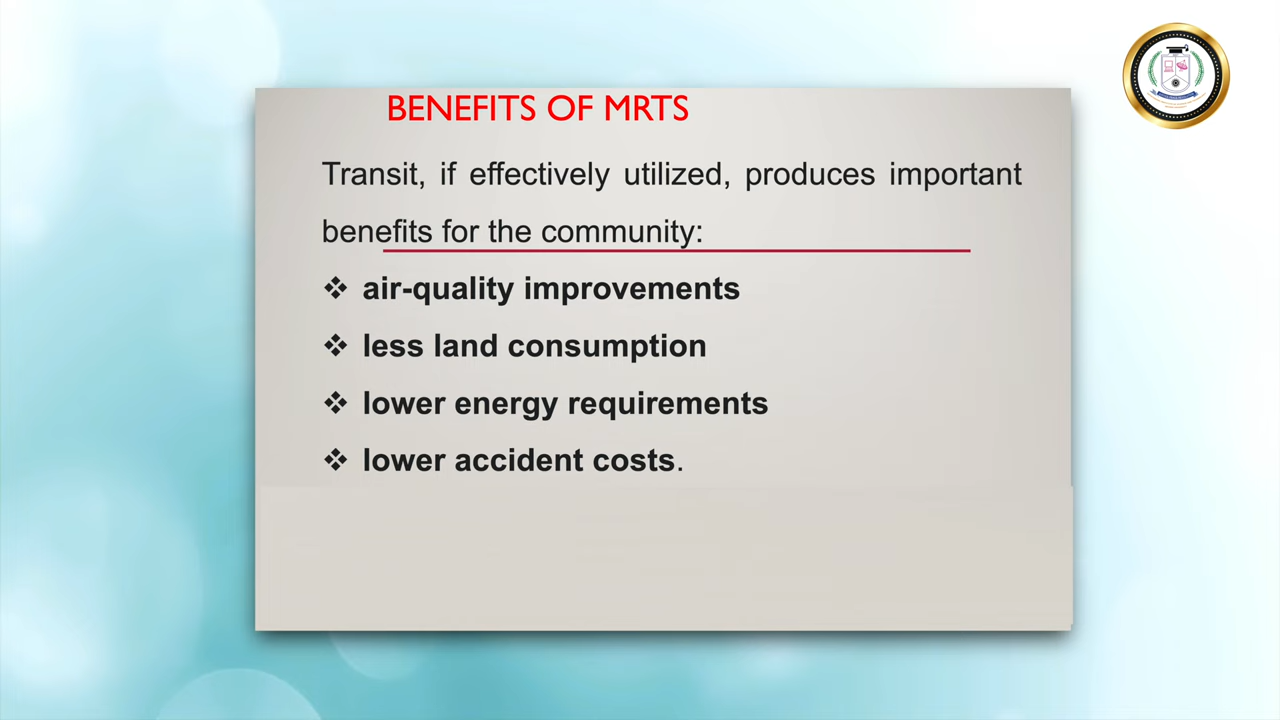 BENEFITS OF MRTS
Transit, if effectively utilized, produces important
benefits for the community:
❖ air-quality improvements
❖ less land consumption
❖ lower energy requirements
❖ lower accident costs.